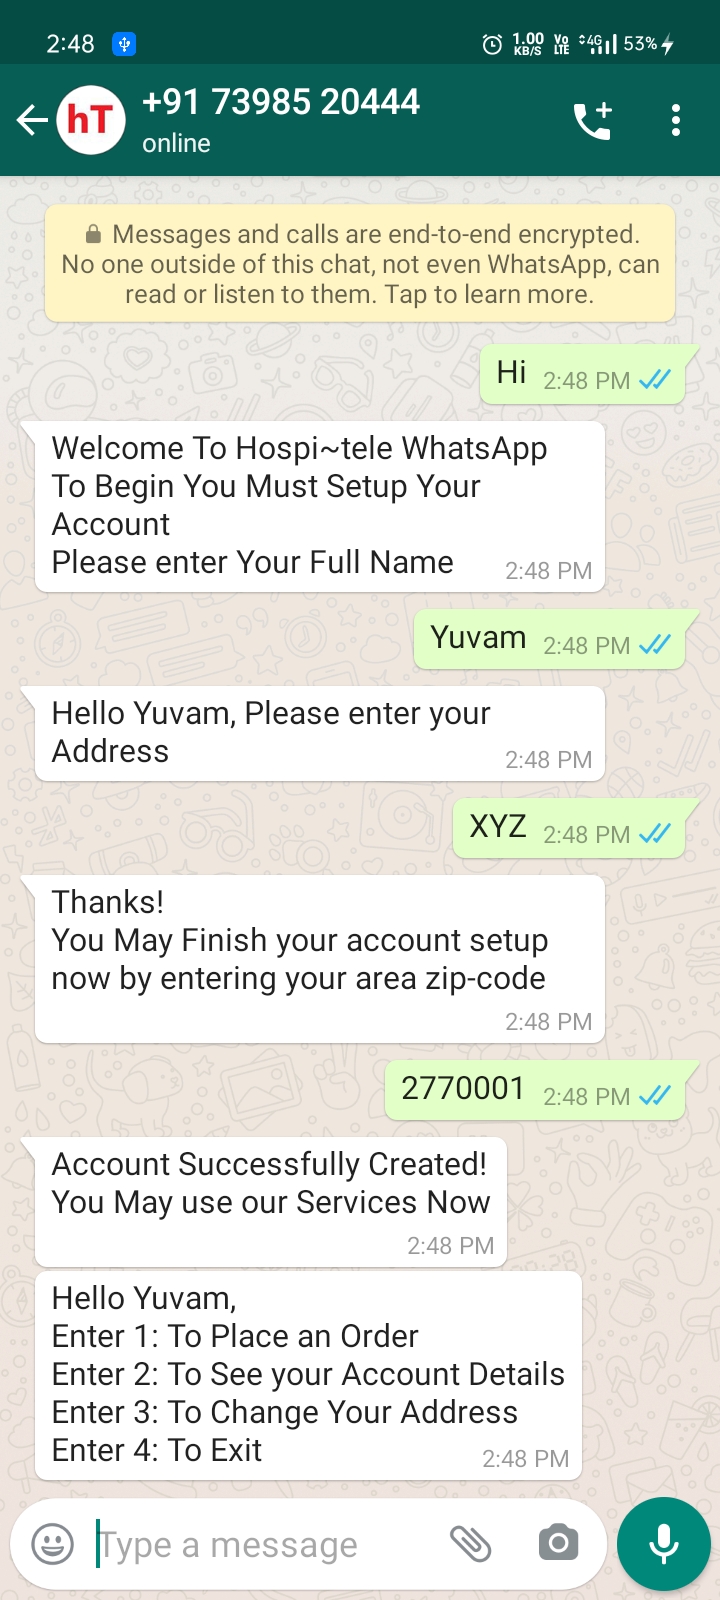 2:48
1.00 KB/S Vo LTE 4G 53%
hT
+91 73985 20444
online
Messages and calls are end-to-end encrypted.
No one outside of this chat, not even WhatsApp, can
read or listen to them. Tap to learn more.
Hi 2:48 PM
Welcome To Hospi~tele WhatsApp
To Begin You Must Setup Your
Account
Please enter Your Full Name 2:48 PM
Yuvam 2:48 PM
Hello Yuvam, Please enter your
Address 2:48 PM
XYZ 2:48 PM
Thanks!
You May Finish your account setup
now by entering your area zip-code
2:48 PM
2770001 2:48 PM
Account Successfully Created!
You May use our Services Now
2:48 PM
Hello Yuvam,
Enter 1: To Place an Order
Enter 2: To See your Account Details
Enter 3: To Change Your Address
Enter 4: To Exit 2:48 PM
Type a message